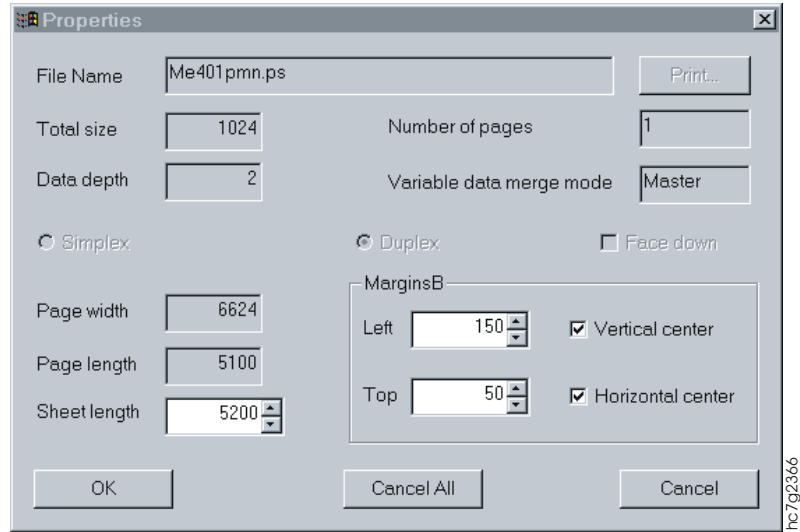 Properties
File Name Me401pmn.ps Print...
Total size 1024 Number of pages 1
Data depth 2 Variable data merge mode Master
Simplex Duplex Face down
MarginsB
Page width 6624 Left 150 Vertical center
Page length 5100
Top 50 Horizontal center
Sheet length 5200
OK Cancel All Cancel
hc7g2366